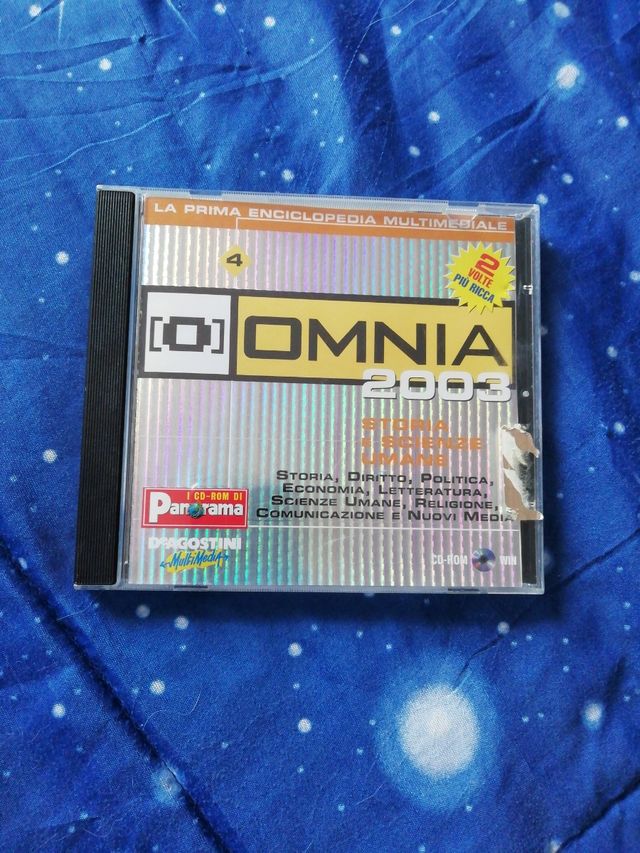 LA PRIMA ENCICLOPEDIA MULTIMEDIALE
4
2
VOLTE
PIÙ RICCA
[O] OMNIA
2003
STORIA
E SCIENZE
UMANE
STORIA, DIRITTO, POLITICA,
ECONOMIA, LETTERATURA,
SCIENZE UMANE, RELIGIONE,
COMUNICAZIONE E NUOVI MEDIA
I CD-ROM DI
Panorama
DeAGOSTINI
MultiMedia
CD-ROM WIN